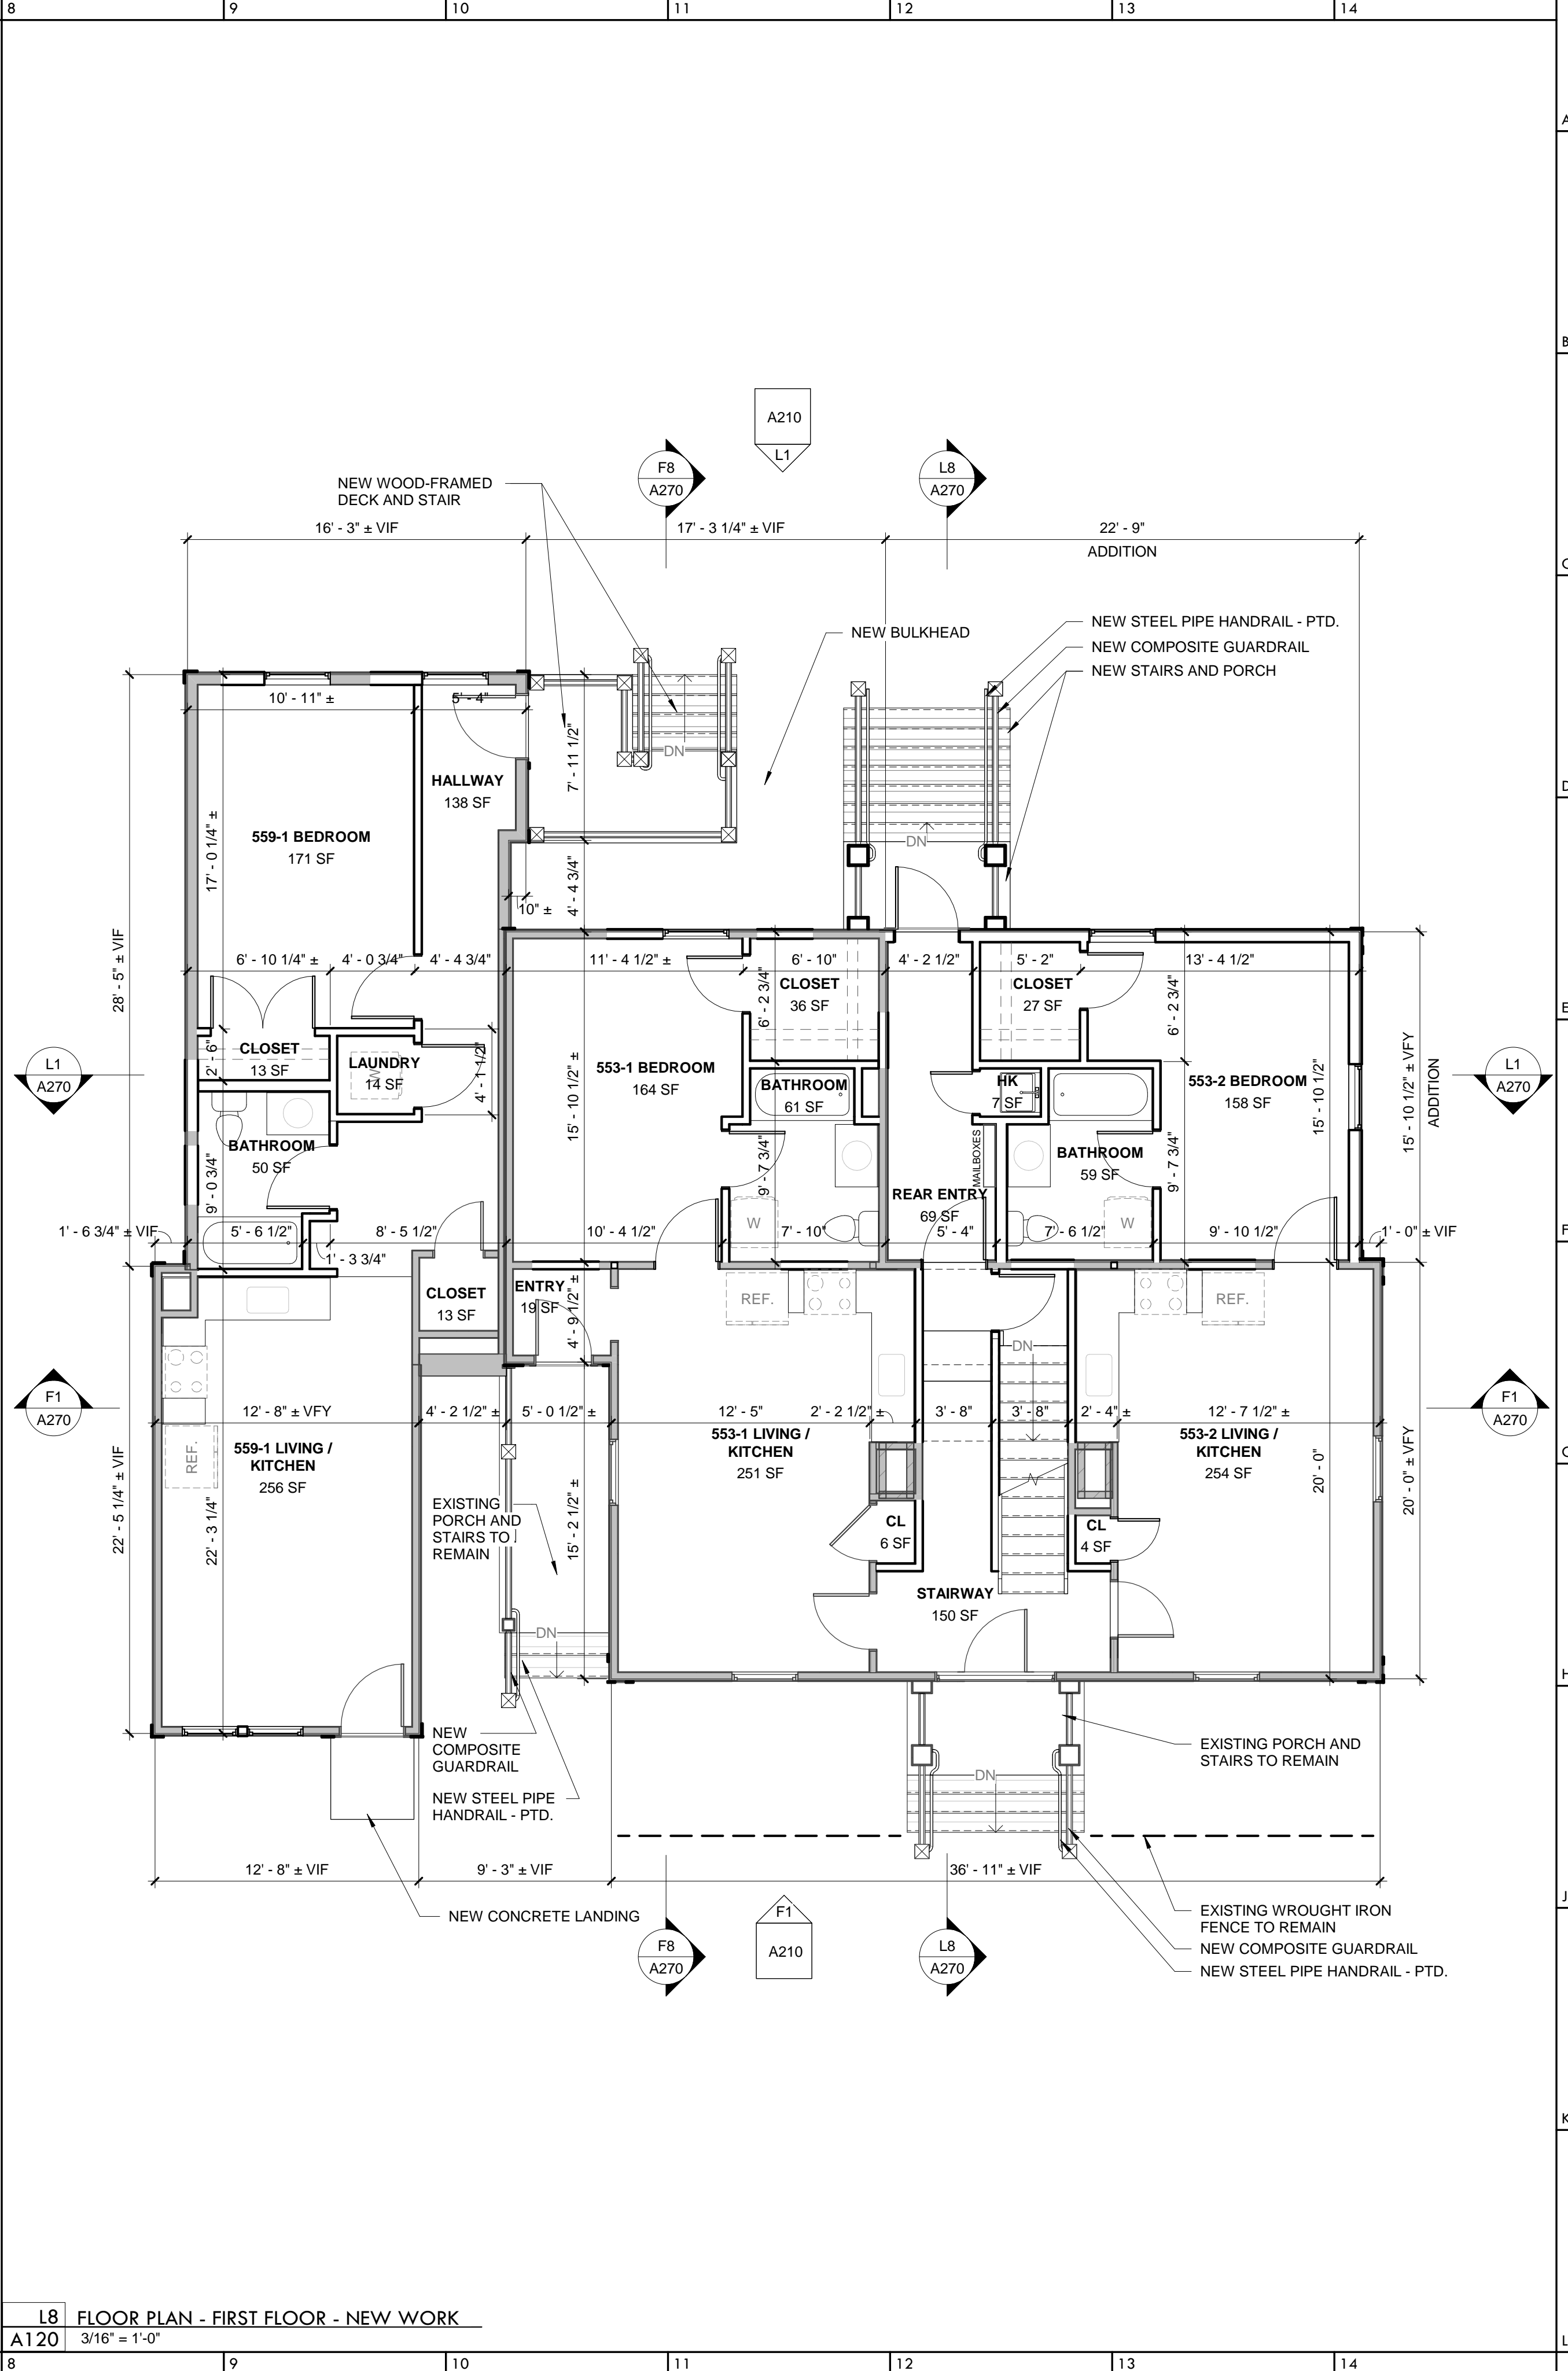 8 9 10 11 12 13 14
A
B
A210
L1
F8
A270
L8
A270
NEW WOOD-FRAMED
DECK AND STAIR
16' - 3" ± VIF
17' - 3 1/4" ± VIF
22' - 9"
ADDITION
C
NEW STEEL PIPE HANDRAIL - PTD.
NEW BULKHEAD
NEW COMPOSITE GUARDRAIL
NEW STAIRS AND PORCH
10' - 11" ±
5' - 4"
7' - 11 1/2"
DN
HALLWAY
138 SF
D
559-1 BEDROOM
171 SF
17' - 0 1/4" ±
DN
4' - 4 3/4" ±
10" ±
28' - 5" ± VIF
6' - 10 1/4" ±
4' - 0 3/4"
4' - 4 3/4"
11' - 4 1/2" ±
6' - 10"
4' - 2 1/2"
5' - 2"
13' - 4 1/2"
CLOSET
36 SF
6' - 2 3/4"
CLOSET
27 SF
6' - 2 3/4"
E
CLOSET
13 SF
2' - 6"
LAUNDRY
14 SF
W
4' - 1 1/2"
553-1 BEDROOM
164 SF
15' - 10 1/2" ±
BATHROOM
61 SF
HK
7 SF
553-2 BEDROOM
158 SF
15' - 10 1/2"
15' - 10 1/2" ± VFY
ADDITION
L1
A270
L1
A270
BATHROOM
50 SF
9' - 0 3/4"
9' - 7 3/4"
MAILBOXES
BATHROOM
59 SF
9' - 7 3/4"
REAR ENTRY
69 SF
W
W
F
1' - 6 3/4" ± VIF
5' - 6 1/2"
8' - 5 1/2"
10' - 4 1/2"
7' - 10"
5' - 4"
7' - 6 1/2"
9' - 10 1/2"
1' - 0" ± VIF
1' - 3 3/4"
CLOSET
13 SF
ENTRY
19 SF
4' - 9 1/2" ±
REF.
REF.
DN
F1
A270
F1
A270
12' - 8" ± VFY
4' - 2 1/2" ±
5' - 0 1/2" ±
12' - 5"
2' - 2 1/2" ±
3' - 8"
3' - 8"
2' - 4" ±
12' - 7 1/2" ±
REF.
559-1 LIVING /
KITCHEN
256 SF
553-1 LIVING /
KITCHEN
251 SF
553-2 LIVING /
KITCHEN
254 SF
G
22' - 5 1/4" ± VIF
22' - 3 1/4"
EXISTING
PORCH AND
STAIRS TO
REMAIN
15' - 2 1/2" ±
20' - 0"
20' - 0" ± VFY
CL
6 SF
CL
4 SF
STAIRWAY
150 SF
DN
H
NEW
COMPOSITE
GUARDRAIL
EXISTING PORCH AND
STAIRS TO REMAIN
DN
NEW STEEL PIPE
HANDRAIL - PTD.
12' - 8" ± VIF
9' - 3" ± VIF
36' - 11" ± VIF
J
NEW CONCRETE LANDING
F1
A210
F8
A270
L8
A270
EXISTING WROUGHT IRON
FENCE TO REMAIN
NEW COMPOSITE GUARDRAIL
NEW STEEL PIPE HANDRAIL - PTD.
K
L8 FLOOR PLAN - FIRST FLOOR - NEW WORK
A120 3/16" = 1'-0"
L
8 9 10 11 12 13 14